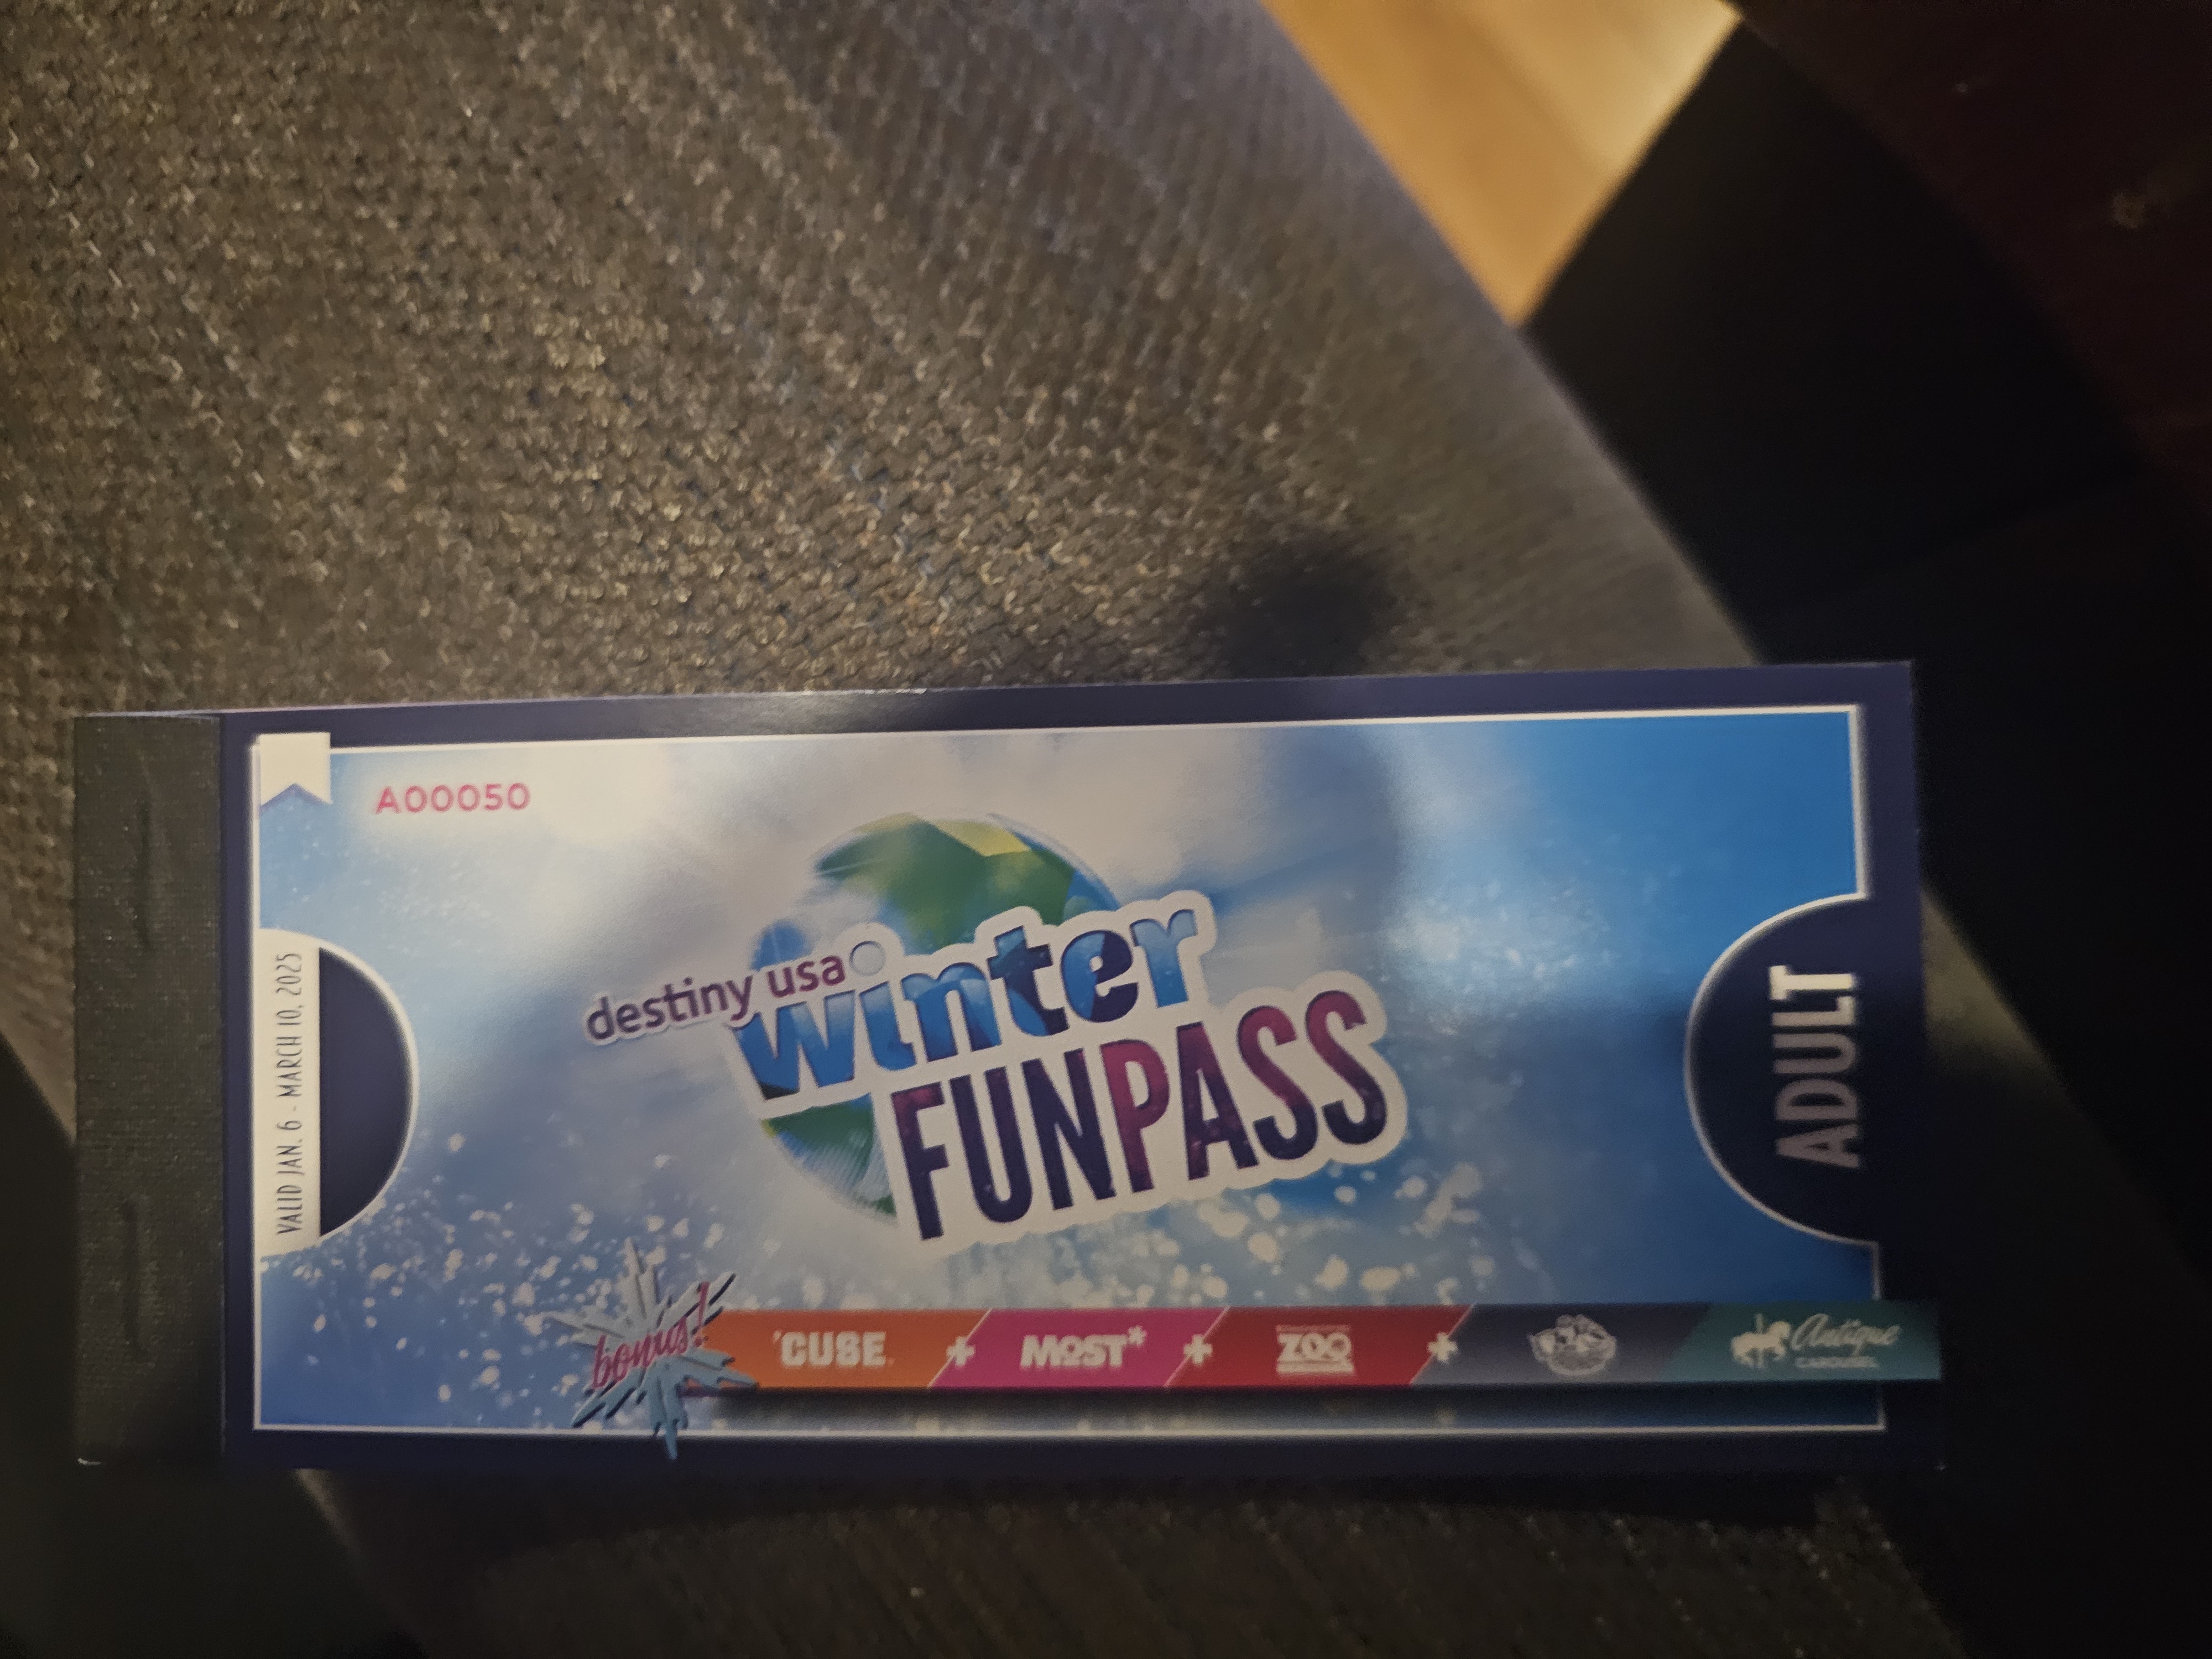 A00050
VALID JAN. 6 - MARCH 10, 2025
destiny usa
winter
FUNPASS
ADULT
bonus!
'CUSE + MOST* + ZOO +
Antique
CAROUSEL